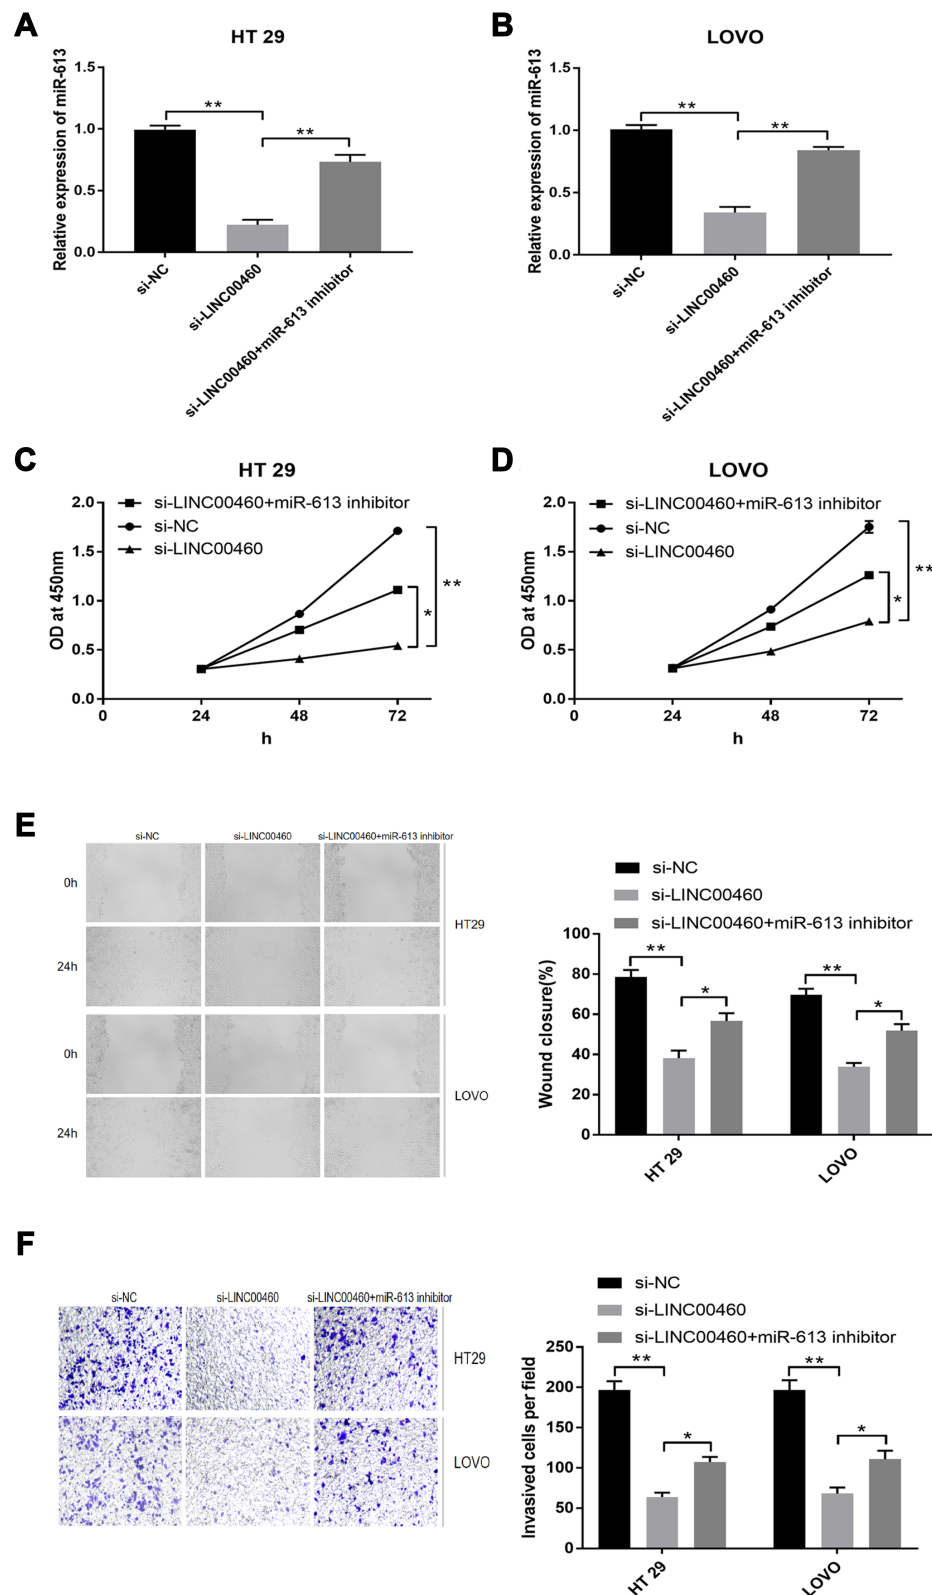 A
HT 29
Relative expression of miR-613
1.5
1.0
0.5
0.0
**
**
si-NC
si-LINC00460
si-LINC00460+miR-613 inhibitor
B
LOVO
Relative expression of miR-613
1.5
1.0
0.5
0.0
**
**
si-NC
si-LINC00460
si-LINC00460+miR-613 inhibitor
C
HT 29
OD at 450nm
2.0
1.5
1.0
0.5
0.0
si-LINC00460+miR-613 inhibitor
si-NC
si-LINC00460
**
*
0
24
48
72
h
D
LOVO
OD at 450nm
2.0
1.5
1.0
0.5
0.0
si-LINC00460+miR-613 inhibitor
si-NC
si-LINC00460
**
*
0
24
48
72
h
E
si-NC
si-LINC00460
si-LINC00460+miR-613 inhibitor
0h
24h
HT29
0h
24h
LOVO
si-NC
si-LINC00460
si-LINC00460+miR-613 inhibitor
Wound closure(%)
100
80
60
40
20
0
**
*
**
*
HT 29
LOVO
F
si-NC
si-LINC00460
si-LINC00460+miR-613 inhibitor
HT29
LOVO
si-NC
si-LINC00460
si-LINC00460+miR-613 inhibitor
Invasived cells per field
250
200
150
100
50
0
**
*
**
*
HT 29
LOVO